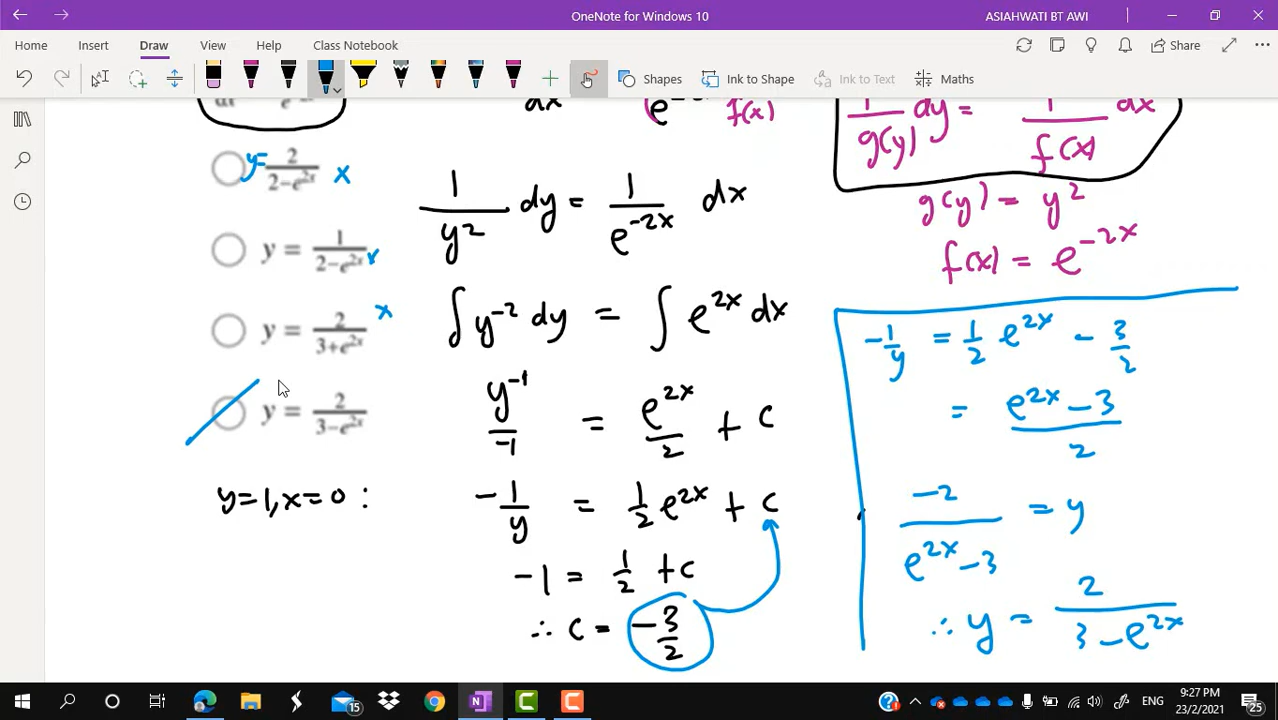 OneNote for Windows 10
ASIAHWATI BT AWI
Home Insert Draw View Help Class Notebook
Share
Shapes Ink to Shape Ink to Text Maths
dx
e^-
f(x)
1/g(y) dy = 1/f(x) dx
g(y) = y^2
f(x) = e^-2x
y= 2/2-e^2x x
y = 1/2-e^2x x
y = 2/3+e^2x x
y = 2/3-e^2x
y=1, x=0 :
1/y^2 dy = 1/e^-2x dx
∫ y^-2 dy = ∫ e^2x dx
y^-1/-1 = e^2x/2 + c
-1/y = 1/2 e^2x + c
-1 = 1/2 + c
∴ c = -3/2
-1/y = 1/2 e^2x - 3/2
= e^2x - 3/2
-2/e^2x - 3 = y
∴ y = 2/3 - e^2x
15
ENG
9:27 PM
23/2/2021
25